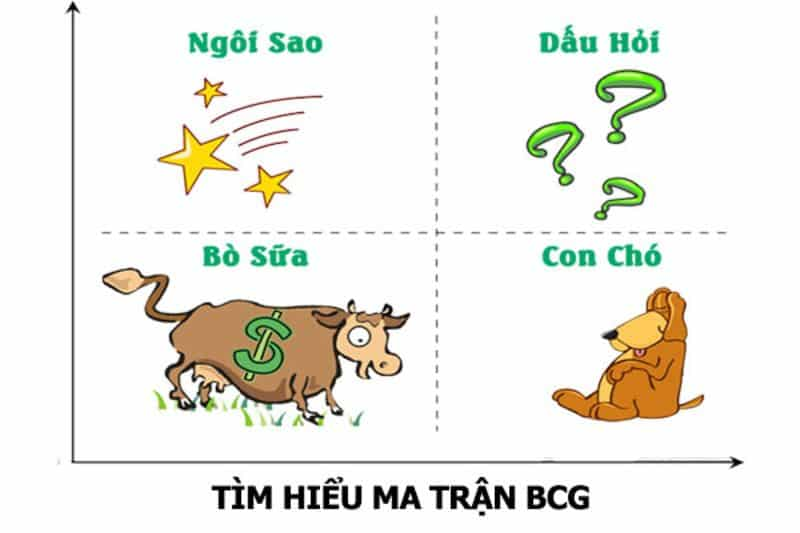 Ngôi Sao
Dấu Hỏi
Bò Sữa
Con Chó
$
TÌM HIỂU MA TRẬN BCG